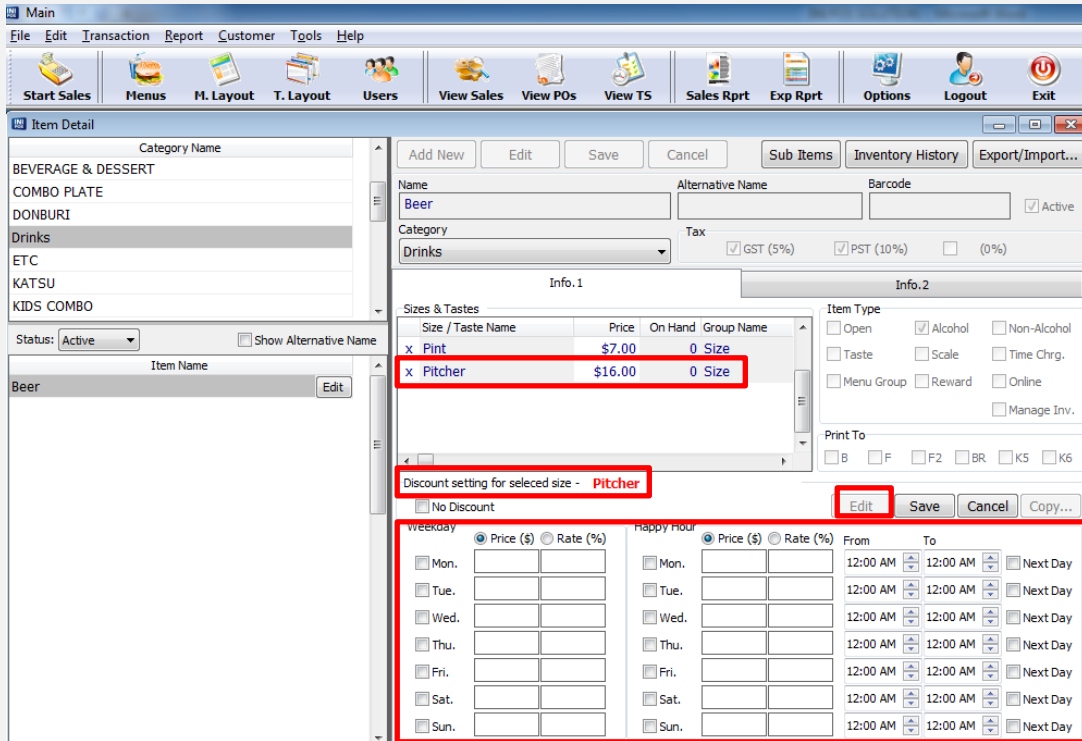 Main
File Edit Transaction Report Customer Tools Help
Start Sales Menus M. Layout T. Layout Users View Sales View POs View TS Sales Rprt Exp Rprt Options Logout Exit
Item Detail
Category Name
BEVERAGE & DESSERT
COMBO PLATE
DONBURI
Drinks
ETC
KATSU
KIDS COMBO
Status: Active Show Alternative Name
Item Name
Beer Edit
Add New Edit Save Cancel Sub Items Inventory History Export/Import...
Name Alternative Name Barcode
Beer Active
Category Tax
Drinks GST (5%) PST (10%) (0%)
Info.1 Info.2
Sizes & Tastes
Size / Taste Name Price On Hand Group Name
x Pint $7.00 0 Size
x Pitcher $16.00 0 Size
Item Type
Open Alcohol Non-Alcohol
Taste Scale Time Chrg.
Menu Group Reward Online
Manage Inv.
Print To
B F F2 BR K5 K6
Discount setting for seleced size - Pitcher
No Discount Edit Save Cancel Copy...
Weekday Happy Hour
Price ($) Rate (%) Price ($) Rate (%) From To
Mon. Mon. 12:00 AM 12:00 AM Next Day
Tue. Tue. 12:00 AM 12:00 AM Next Day
Wed. Wed. 12:00 AM 12:00 AM Next Day
Thu. Thu. 12:00 AM 12:00 AM Next Day
Fri. Fri. 12:00 AM 12:00 AM Next Day
Sat. Sat. 12:00 AM 12:00 AM Next Day
Sun. Sun. 12:00 AM 12:00 AM Next Day